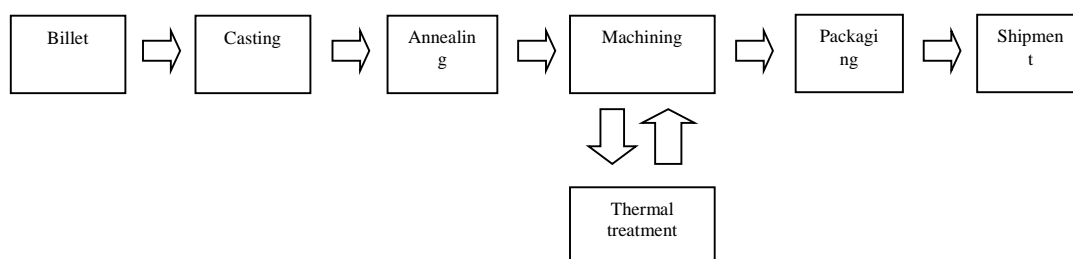 Billet
Casting
Annealin
g
Machining
Packagi
ng
Shipmen
t
Thermal
treatment